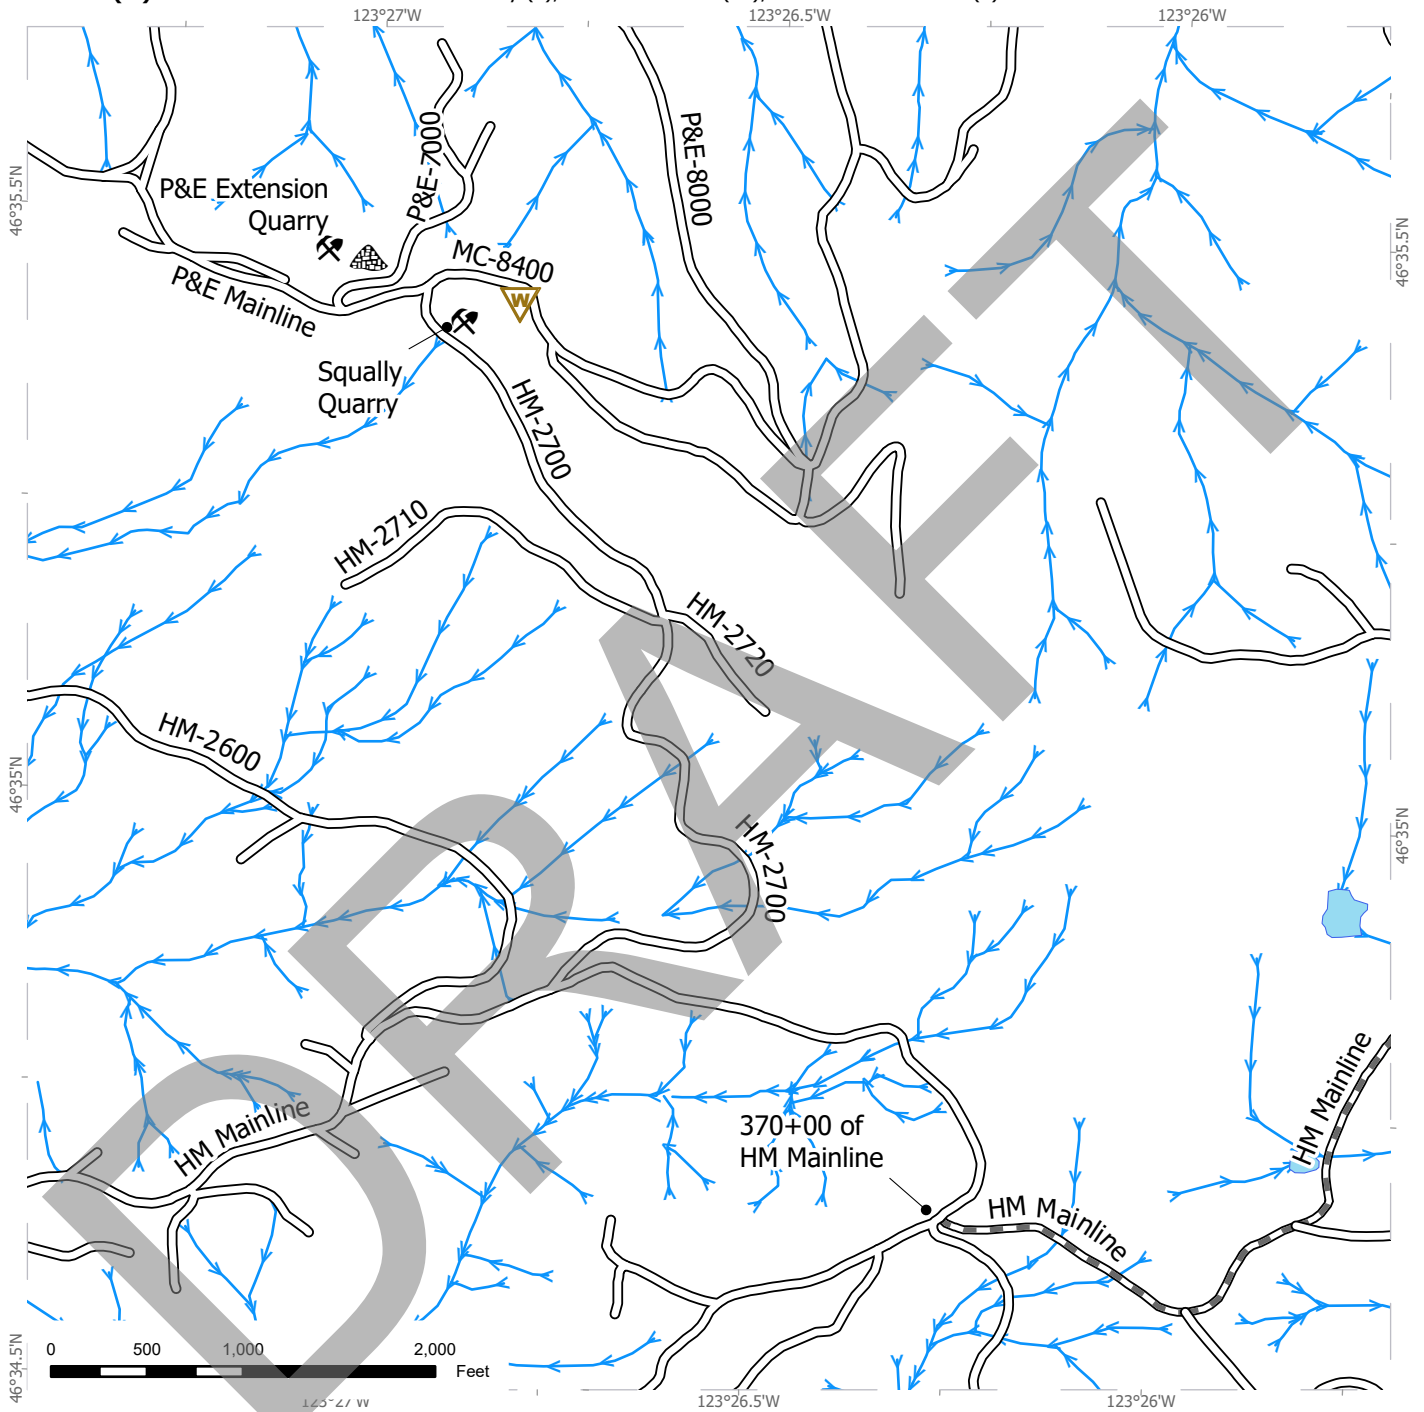 123°27'W
123°26.5'W
123°26'W
46°35.5'N
46°35.5'N
P&E-7000
P&E-8000
P&E Extension
Quarry
MC-8400
W
P&E Mainline
Squally
Quarry
HM-2700
HM-2710
HM-2720
HM-2600
46°35'N
46°35'N
HM-2700
DRAFT
HM Mainline
370+00 of
HM Mainline
HM Mainline
HM Mainline
0 500 1,000 2,000
Feet
46°34.5'N
123°27'W
123°26.5'W
123°26'W